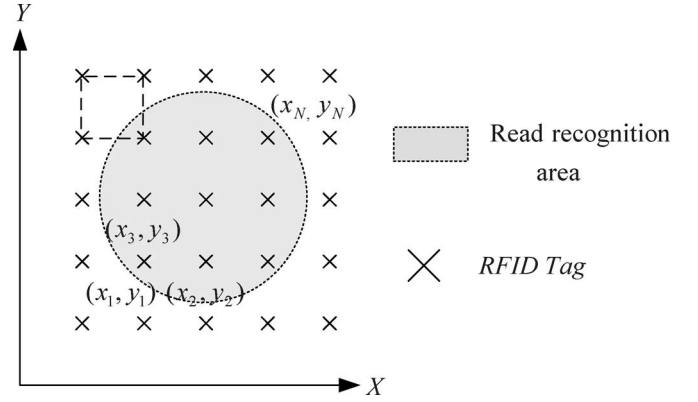 Y
(x_N, y_N)
Read recognition
area
(x_3, y_3)
RFID Tag
(x_1, y_1) (x_2, y_2)
X